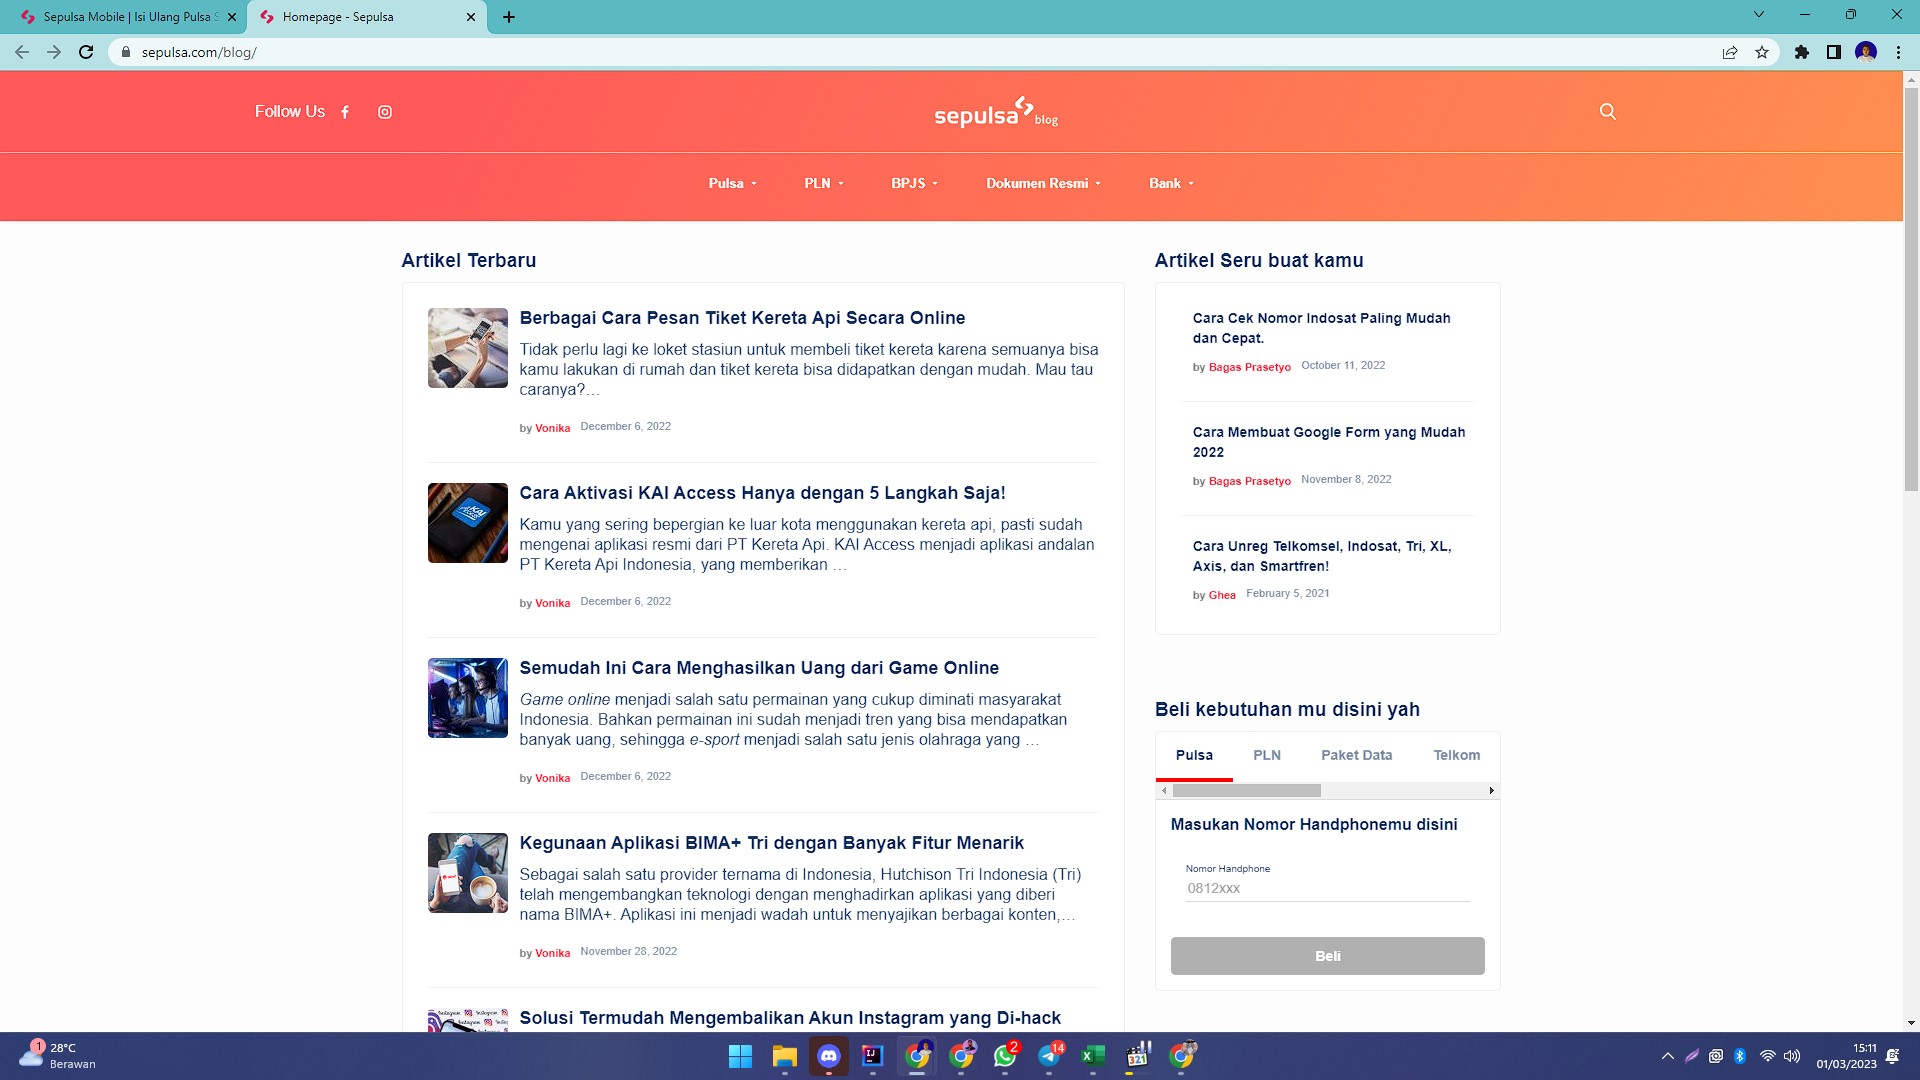 Sepulsa Mobile | Isi Ulang Pulsa S
Homepage - Sepulsa
sepulsa.com/blog/
Follow Us
sepulsa blog
Pulsa
PLN
BPJS
Dokumen Resmi
Bank
Artikel Terbaru
Berbagai Cara Pesan Tiket Kereta Api Secara Online
Tidak perlu lagi ke loket stasiun untuk membeli tiket kereta karena semuanya bisa
kamu lakukan di rumah dan tiket kereta bisa didapatkan dengan mudah. Mau tau
caranya?…
by Vonika December 6, 2022
Cara Aktivasi KAI Access Hanya dengan 5 Langkah Saja!
Kamu yang sering bepergian ke luar kota menggunakan kereta api, pasti sudah
mengenai aplikasi resmi dari PT Kereta Api. KAI Access menjadi aplikasi andalan
PT Kereta Api Indonesia, yang memberikan …
by Vonika December 6, 2022
Semudah Ini Cara Menghasilkan Uang dari Game Online
Game online menjadi salah satu permainan yang cukup diminati masyarakat
Indonesia. Bahkan permainan ini sudah menjadi tren yang bisa mendapatkan
banyak uang, sehingga e-sport menjadi salah satu jenis olahraga yang …
by Vonika December 6, 2022
Kegunaan Aplikasi BIMA+ Tri dengan Banyak Fitur Menarik
Sebagai salah satu provider ternama di Indonesia, Hutchison Tri Indonesia (Tri)
telah mengembangkan teknologi dengan menghadirkan aplikasi yang diberi
nama BIMA+. Aplikasi ini menjadi wadah untuk menyajikan berbagai konten,…
by Vonika November 28, 2022
Solusi Termudah Mengembalikan Akun Instagram yang Di-hack
Artikel Seru buat kamu
Cara Cek Nomor Indosat Paling Mudah
dan Cepat.
by Bagas Prasetyo October 11, 2022
Cara Membuat Google Form yang Mudah
2022
by Bagas Prasetyo November 8, 2022
Cara Unreg Telkomsel, Indosat, Tri, XL,
Axis, dan Smartfren!
by Ghea February 5, 2021
Beli kebutuhan mu disini yah
Pulsa PLN Paket Data Telkom
Masukan Nomor Handphonemu disini
Nomor Handphone
0812xxx
Beli
1
28°C
Berawan
2
14
321
15:11
01/03/2023